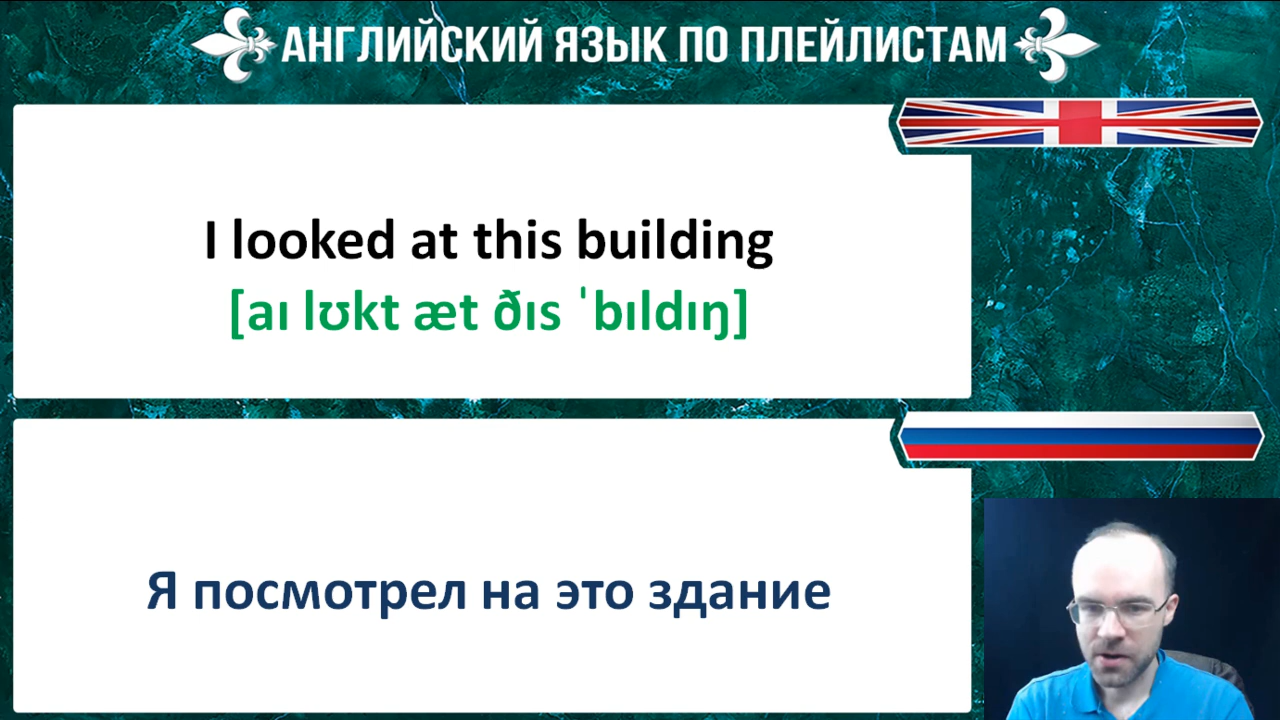 АНГЛИЙСКИЙ ЯЗЫК ПО ПЛЕЙЛИСТАМ
I looked at this building
[aɪ lʊkt æt ðɪs ˈbɪldɪŋ]
Я посмотрел на это здание